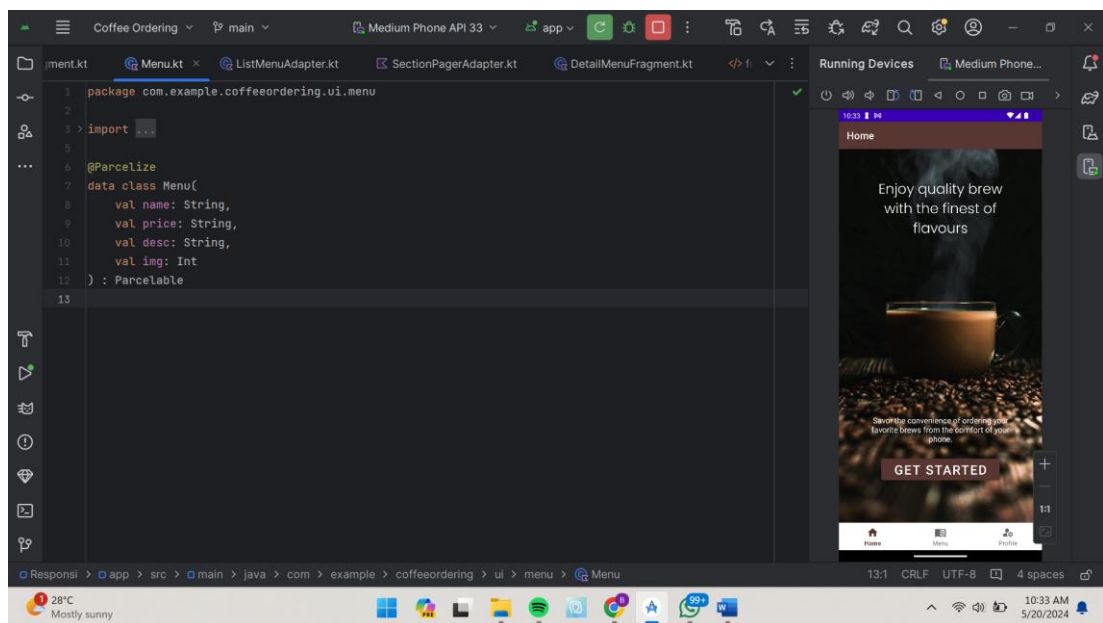 Coffee Ordering
main
Medium Phone API 33
app
Menu.kt
ListMenuAdapter.kt
SectionPagerAdapter.kt
DetailMenuFragment.kt
Running Devices
Medium Phone...
1 package com.example.coffeeordering.ui.menu
2
3 > import ...
5
6 @Parcelize
7 data class Menu(
8 val name: String,
9 val price: String,
10 val desc: String,
11 val img: Int
12 ) : Parcelable
13
10:33
Home
Enjoy quality brew
with the finest of
flavours
Savor the convenience of ordering your
favorite brews from the comfort of your
phone.
GET STARTED
1:1
Home
Menu
Profile
Responsi > app > src > main > java > com > example > coffeeordering > ui > menu > Menu
13:1 CRLF UTF-8 4 spaces
1
28°C
Mostly sunny
PRE
99+
10:33 AM
5/20/2024